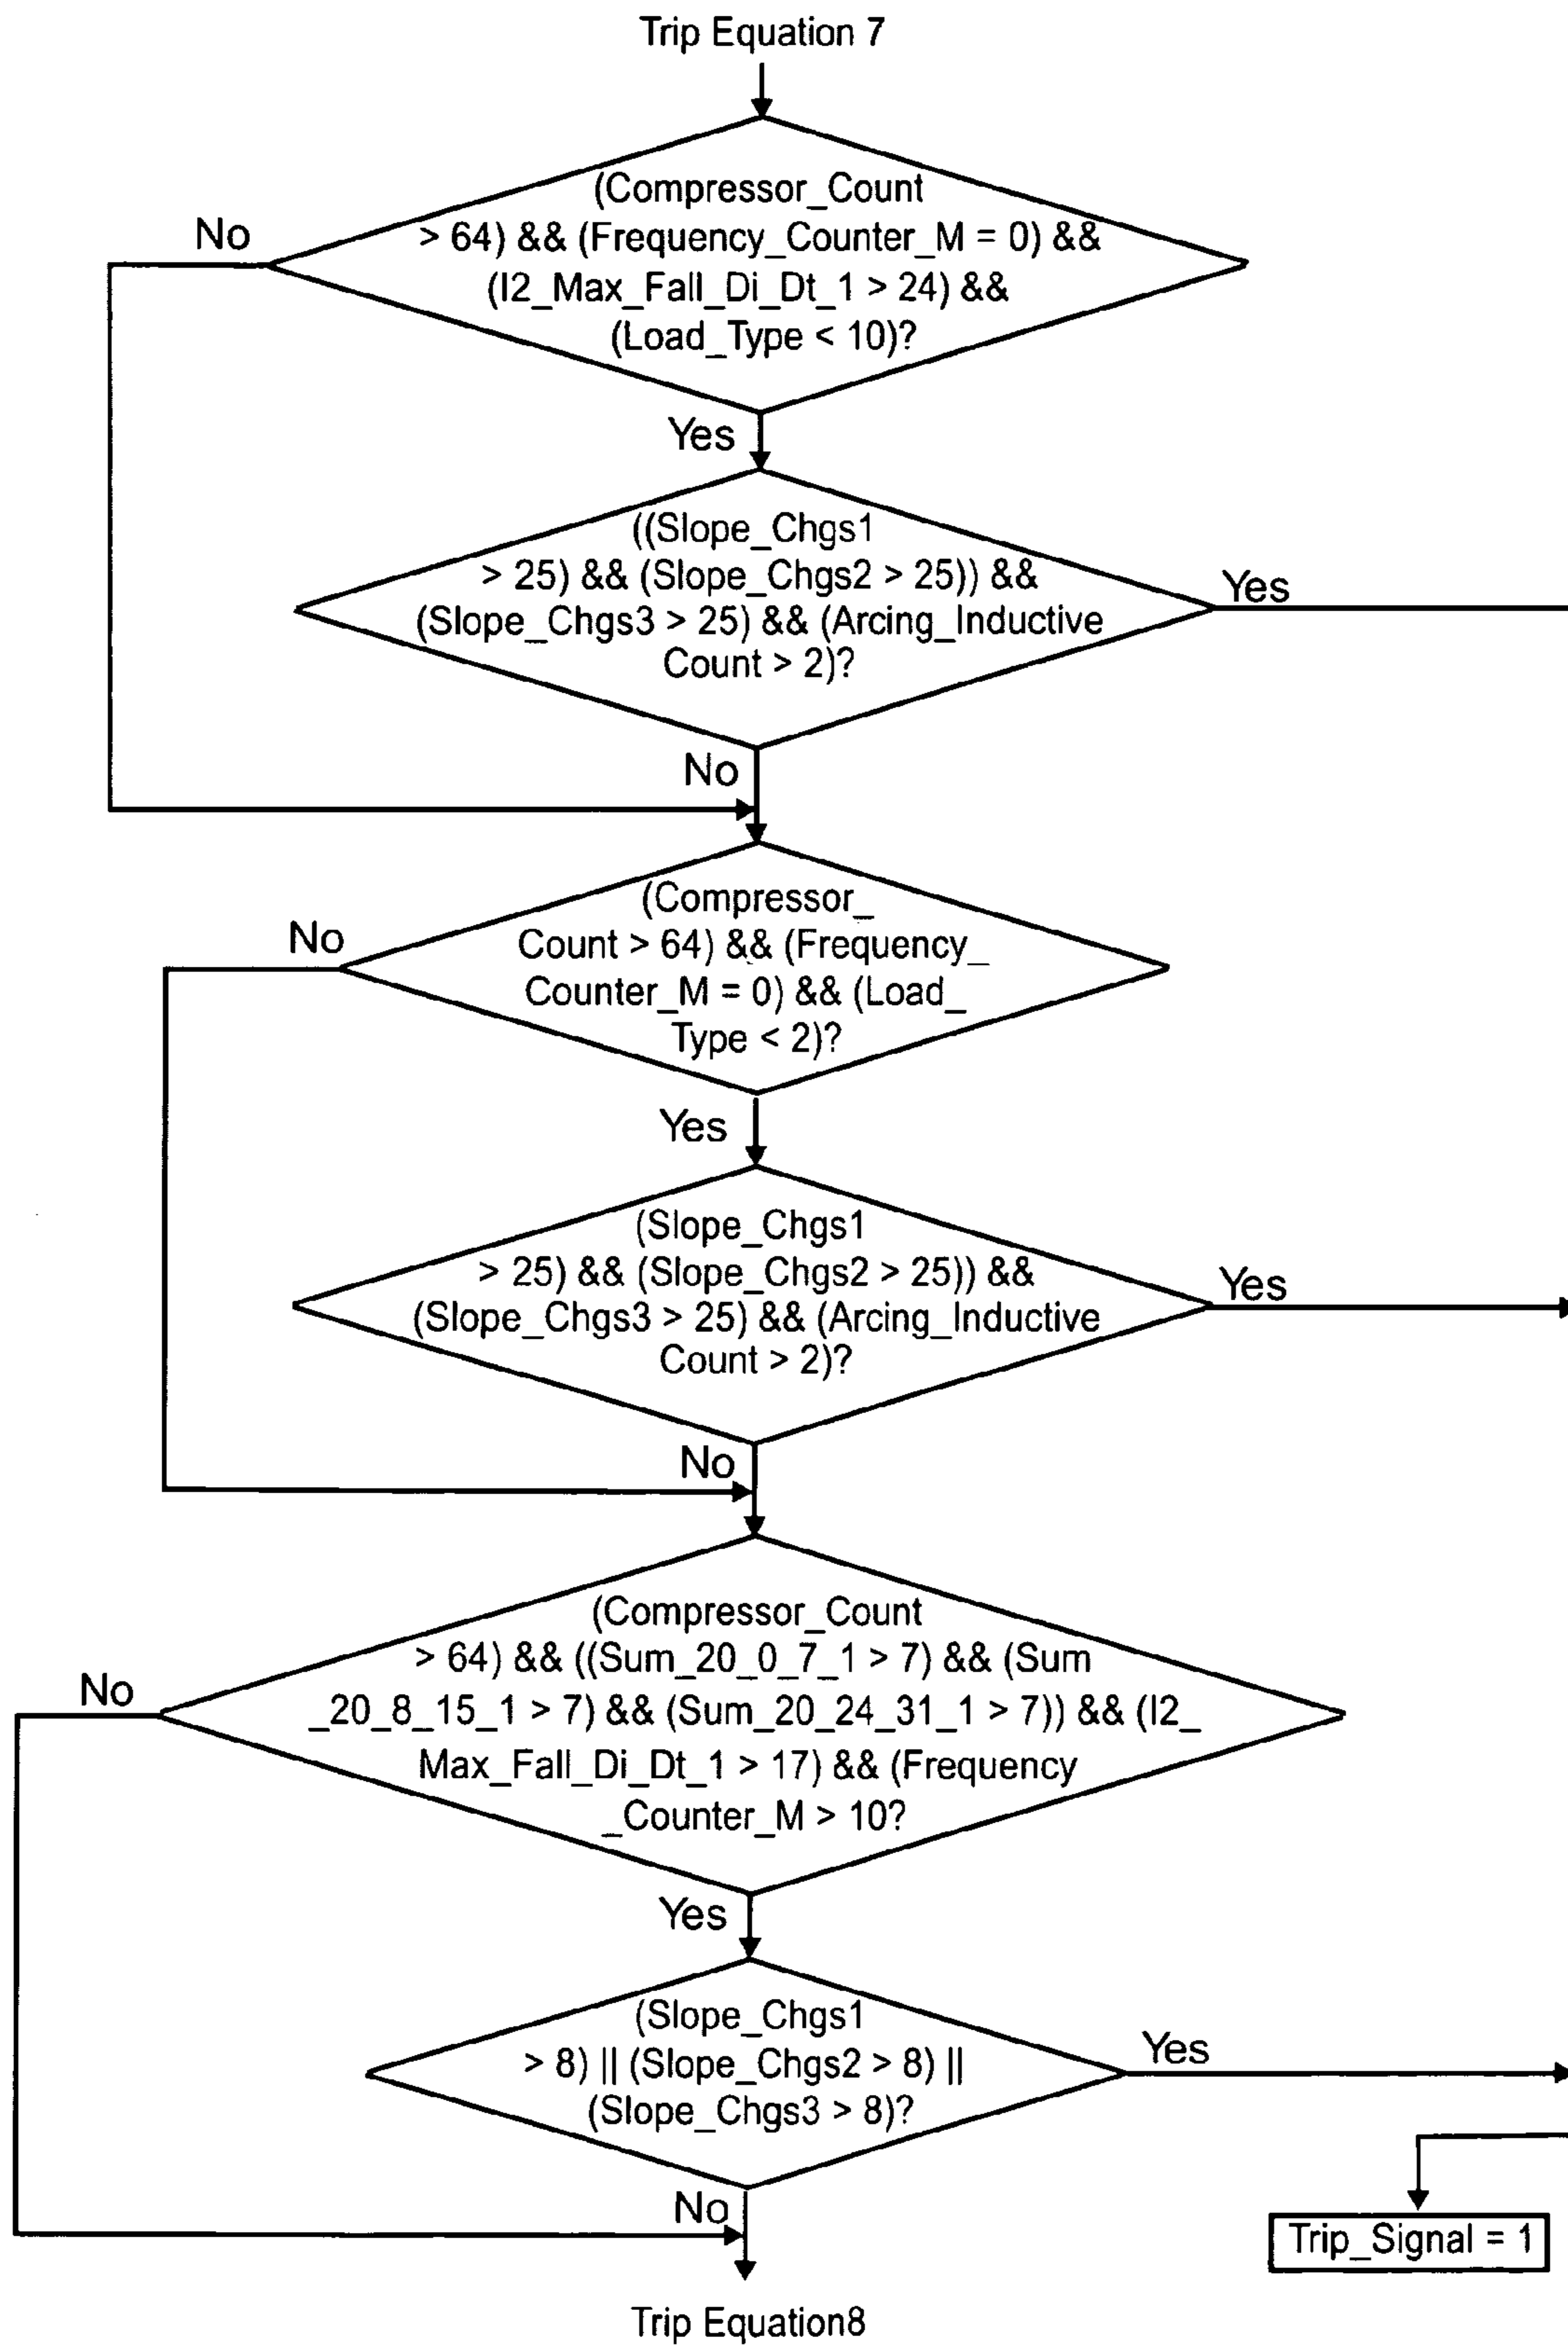 Trip Equation 7
(Compressor_Count
> 64) && (Frequency_Counter_M = 0) &&
(I2_Max_Fall_Di_Dt_1 > 24) &&
(Load_Type < 10)?
No
Yes
((Slope_Chgs1
> 25) && (Slope_Chgs2 > 25)) &&
(Slope_Chgs3 > 25) && (Arcing_Inductive
Count > 2)?
Yes
No
(Compressor_
Count > 64) && (Frequency_
Counter_M = 0) && (Load_
Type < 2)?
No
Yes
(Slope_Chgs1
> 25) && (Slope_Chgs2 > 25)) &&
(Slope_Chgs3 > 25) && (Arcing_Inductive
Count > 2)?
Yes
No
(Compressor_Count
> 64) && ((Sum_20_0_7_1 > 7) && (Sum
_20_8_15_1 > 7) && (Sum_20_24_31_1 > 7)) && (I2_
Max_Fall_Di_Dt_1 > 17) && (Frequency
_Counter_M > 10?
No
Yes
(Slope_Chgs1
> 8) || (Slope_Chgs2 > 8) ||
(Slope_Chgs3 > 8)?
Yes
No
Trip_Signal = 1
Trip Equation8